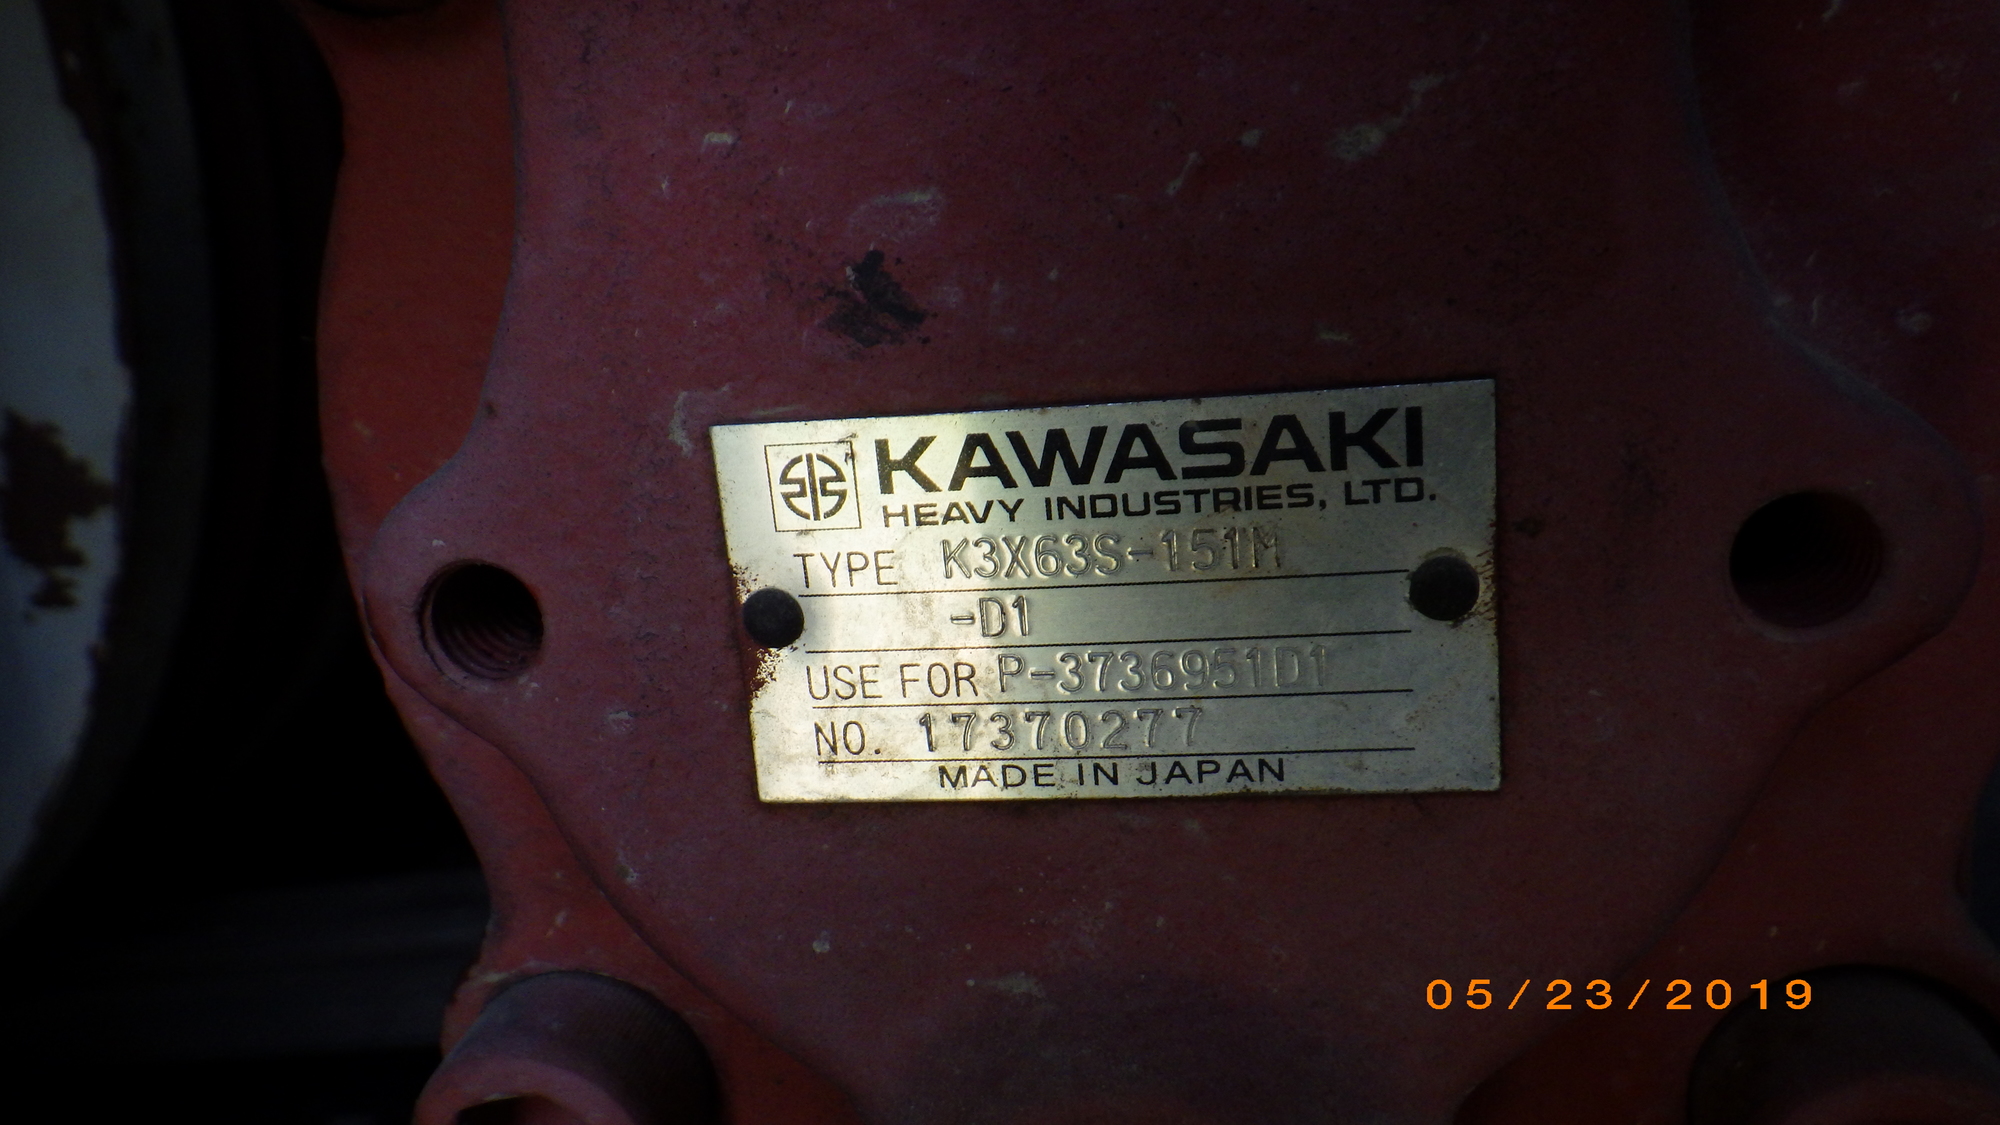 KAWASAKI
HEAVY INDUSTRIES, LTD.
TYPE K3X63S-151M
-D1
USE FOR P-3736951D1
NO. 17370277
MADE IN JAPAN
05/23/2019